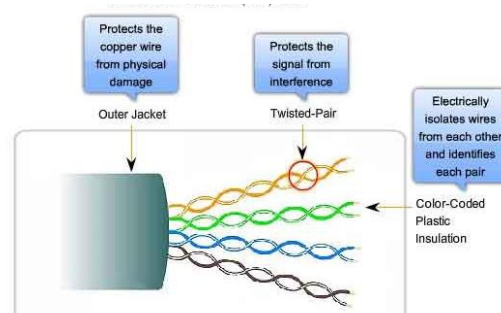 Protects the
copper wire
from physical
damage
Outer Jacket
Protects the
signal from
interference
Twisted-Pair
Electrically
isolates wires
from each other
and identifies
each pair
Color-Coded
Plastic
Insulation